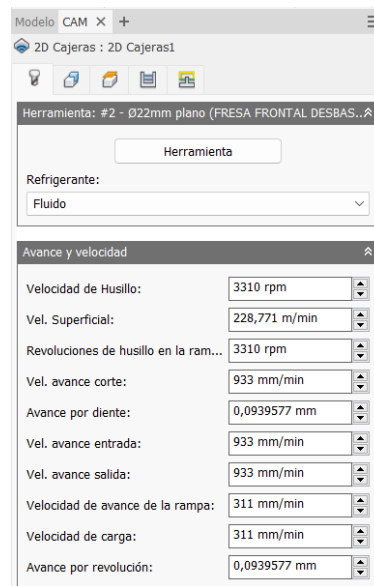 Modelo CAM × +
2D Cajeras : 2D Cajeras1
Herramienta: #2 - Ø22mm plano (FRESA FRONTAL DESBAS..
Herramienta
Refrigerante:
Fluido
Avance y velocidad
Velocidad de Husillo: 3310 rpm
Vel. Superficial: 228,771 m/min
Revoluciones de husillo en la ram... 3310 rpm
Vel. avance corte: 933 mm/min
Avance por diente: 0,0939577 mm
Vel. avance entrada: 933 mm/min
Vel. avance salida: 933 mm/min
Velocidad de avance de la rampa: 311 mm/min
Velocidad de carga: 311 mm/min
Avance por revolución: 0,0939577 mm